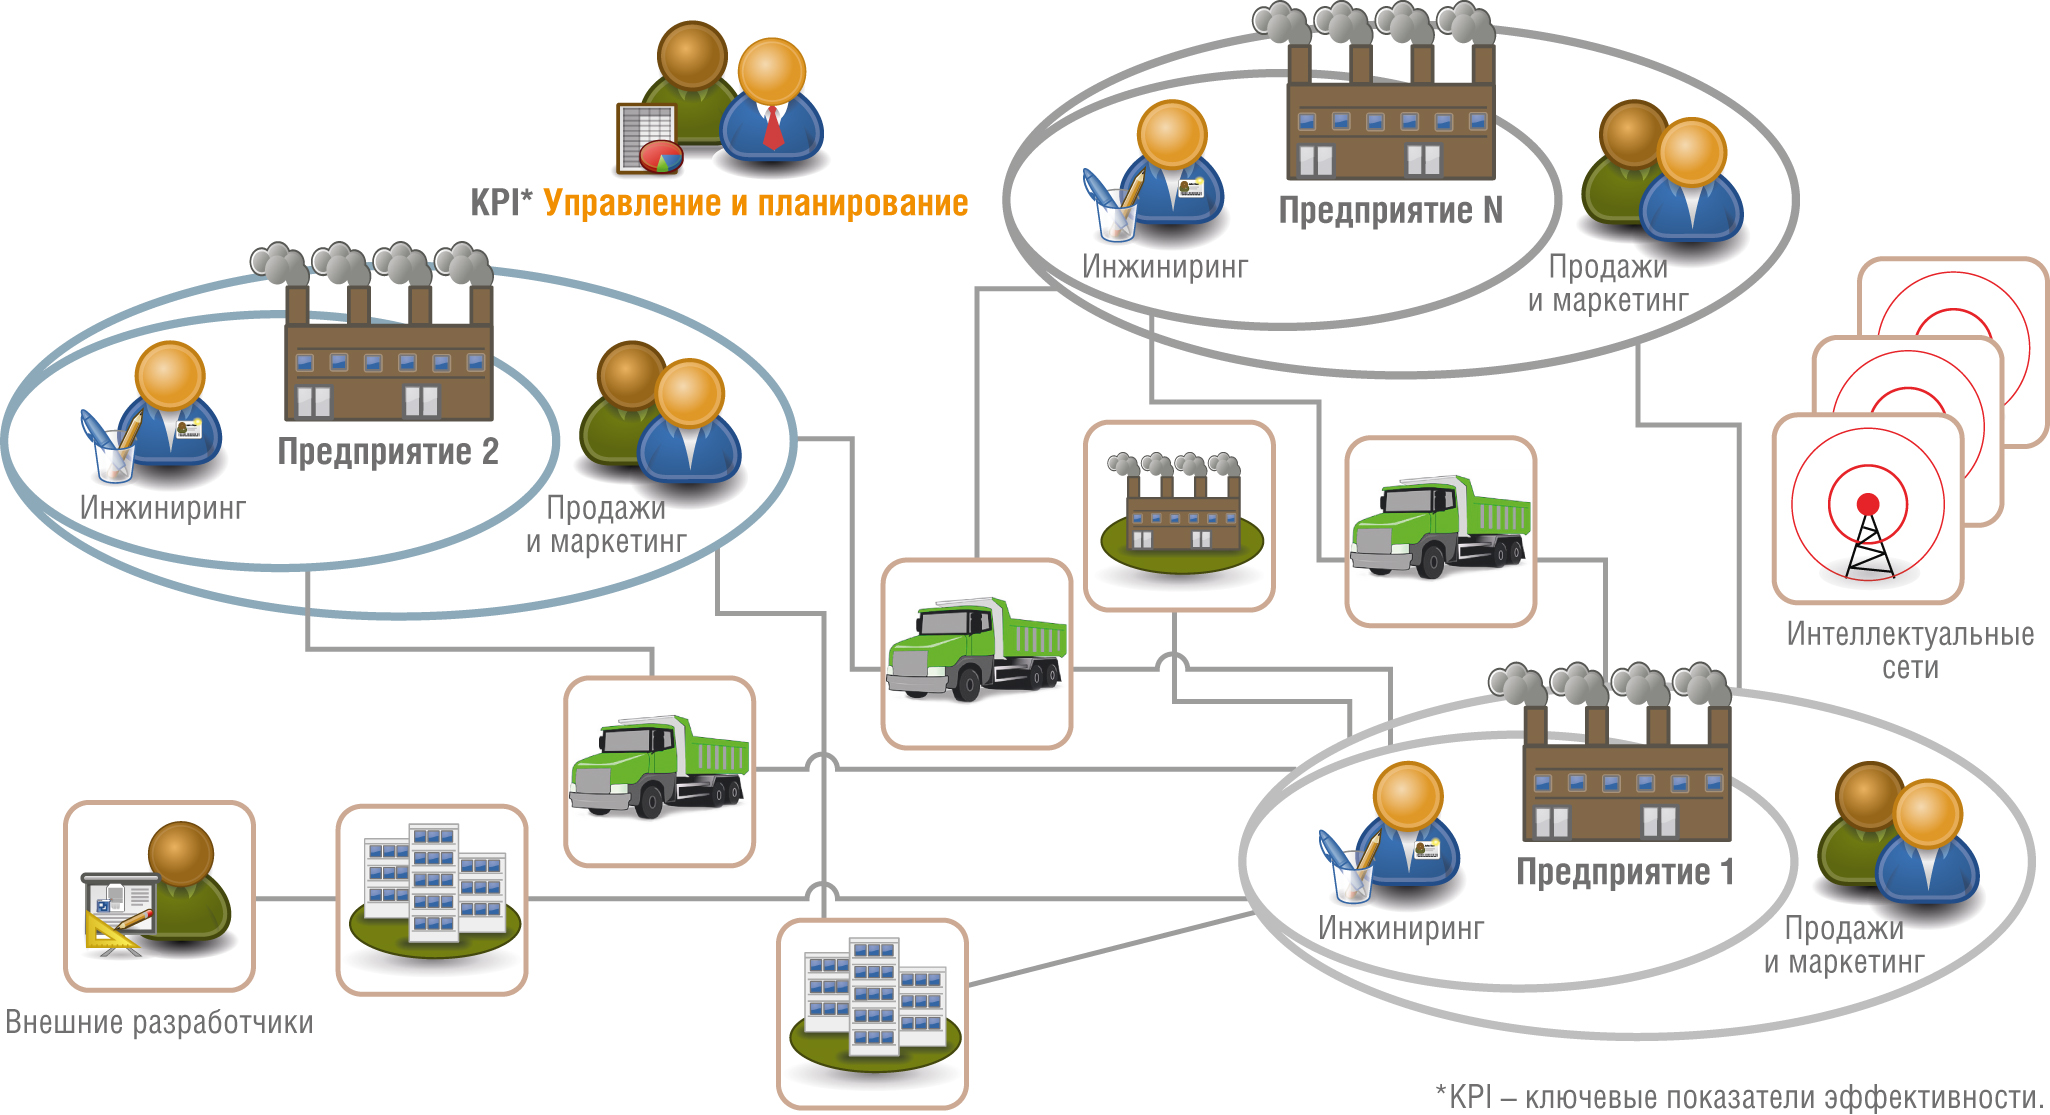 KPI* Управление и планирование
Предприятие N
Инжиниринг
Продажи
и маркетинг
Предприятие 2
Инжиниринг
Продажи
и маркетинг
Интеллектуальные
сети
Предприятие 1
Инжиниринг
Продажи
и маркетинг
Внешние разработчики
*KPI – ключевые показатели эффективности.